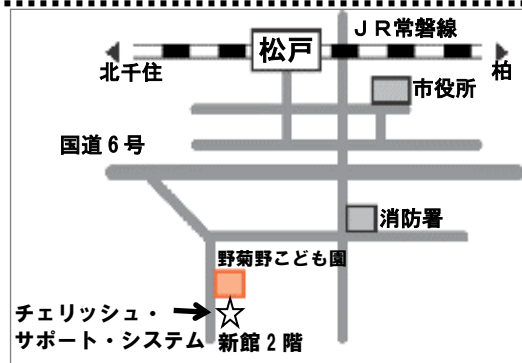 JR常磐線
松戸
北千住
柏
市役所
国道6号
消防署
野菊野こども園
チェリッシュ・
サポート・システム
新館2階